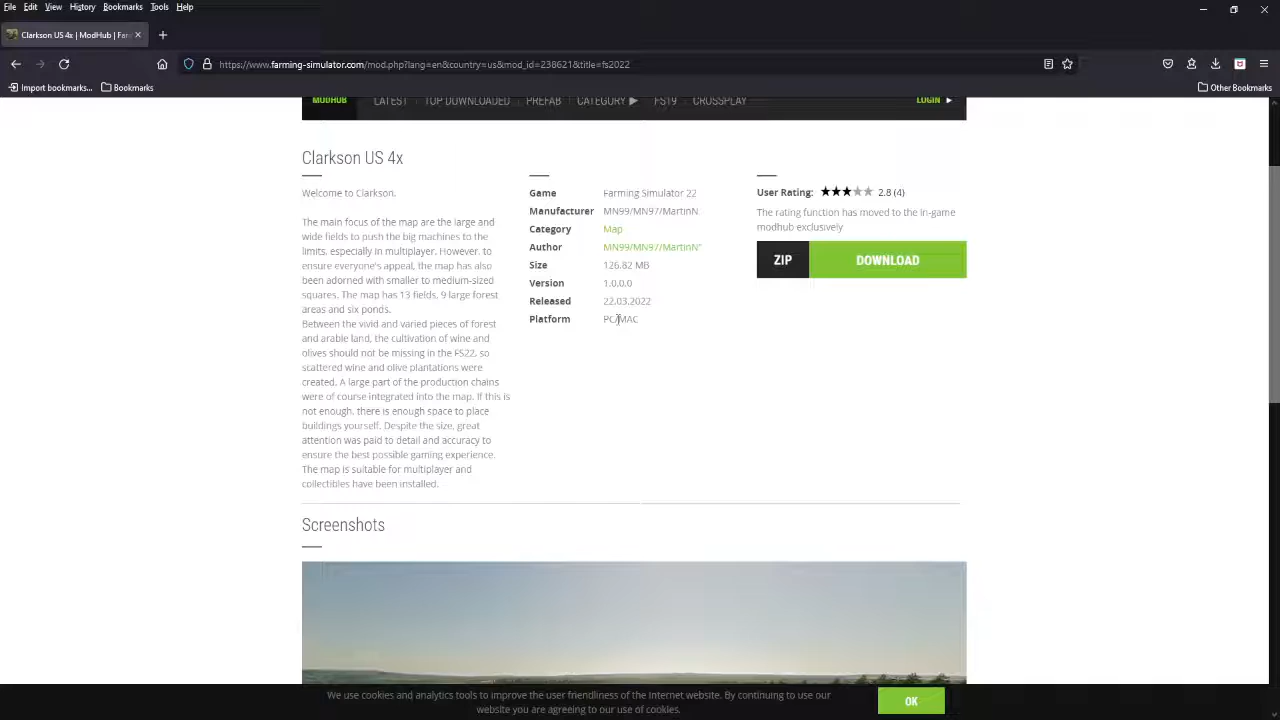 File Edit View History Bookmarks Tools Help
Clarkson US 4x | ModHub | Farm
https://www.farming-simulator.com/mod.php?lang=en&country=us&mod_id=238621&title=fs2022
Import bookmarks... Bookmarks Other Bookmarks
MODHUB LATEST TOP DOWNLOADED PREFAB CATEGORY FS19 CROSSPLAY LOGIN
Clarkson US 4x
Welcome to Clarkson.
The main focus of the map are the large and
wide fields to push the big machines to the
limits, especially in multiplayer. However, to
ensure everyone's appeal, the map has also
been adorned with smaller to medium-sized
squares. The map has 13 fields, 9 large forest
areas and six ponds.
Between the vivid and varied pieces of forest
and arable land, the cultivation of wine and
olives should not be missing in the FS22, so
scattered wine and olive plantations were
created. A large part of the production chains
were of course integrated into the map. If this is
not enough, there is enough space to place
buildings yourself. Despite the size, great
attention was paid to detail and accuracy to
ensure the best possible gaming experience.
The map is suitable for multiplayer and
collectibles have been installed.
Game Farming Simulator 22
Manufacturer MN99/MN97/MartinN.
Category Map
Author MN99/MN97/MartinN"
Size 126.82 MB
Version 1.0.0.0
Released 22.03.2022
Platform PC/MAC
User Rating: 2.8 (4)
The rating function has moved to the in-game
modhub exclusively
ZIP DOWNLOAD
Screenshots
We use cookies and analytics tools to improve the user friendliness of the Internet website. By continuing to use our
website you are agreeing to our use of cookies.
OK